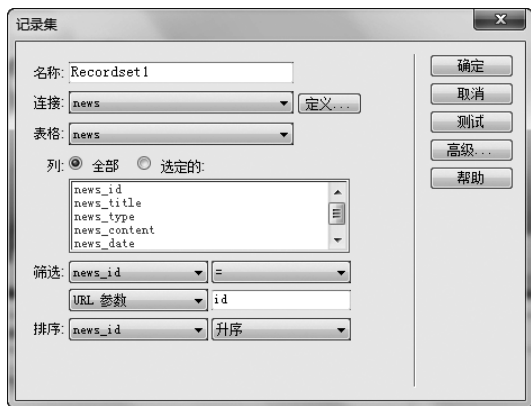 记录集
名称: Recordset1
连接: news 定义...
表格: news
列: 全部 选定的:
news_id
news_title
news_type
news_content
news_date
筛选: news_id =
URL 参数 id
排序: news_id 升序
确定
取消
测试
高级...
帮助